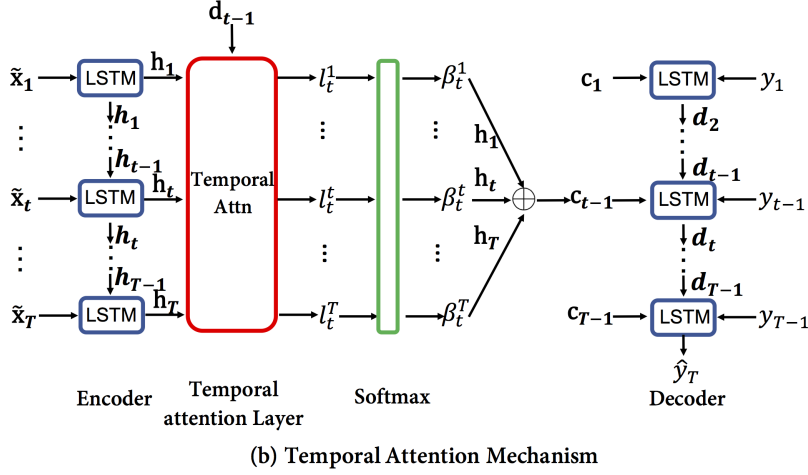 d_{t−1}
x̃_1 LSTM h_1 l_t^1 β_t^1 c_1 LSTM y_1
h_1 h_1 d_2
⋮ ⋮ ⋮ ⋮ ⋮
h_{t−1} d_{t−1}
x̃_t LSTM h_t Temporal Attn l_t^t β_t^t h_t ⊕ c_{t−1} LSTM y_{t−1}
h_t h_T d_t
⋮ ⋮ ⋮ ⋮ ⋮
h_{T−1} d_{T−1}
x̃_T LSTM h_T l_t^T β_t^T c_{T−1} LSTM y_{T−1}
ŷ_T
Encoder Temporal attention Layer Softmax Decoder
(b) Temporal Attention Mechanism